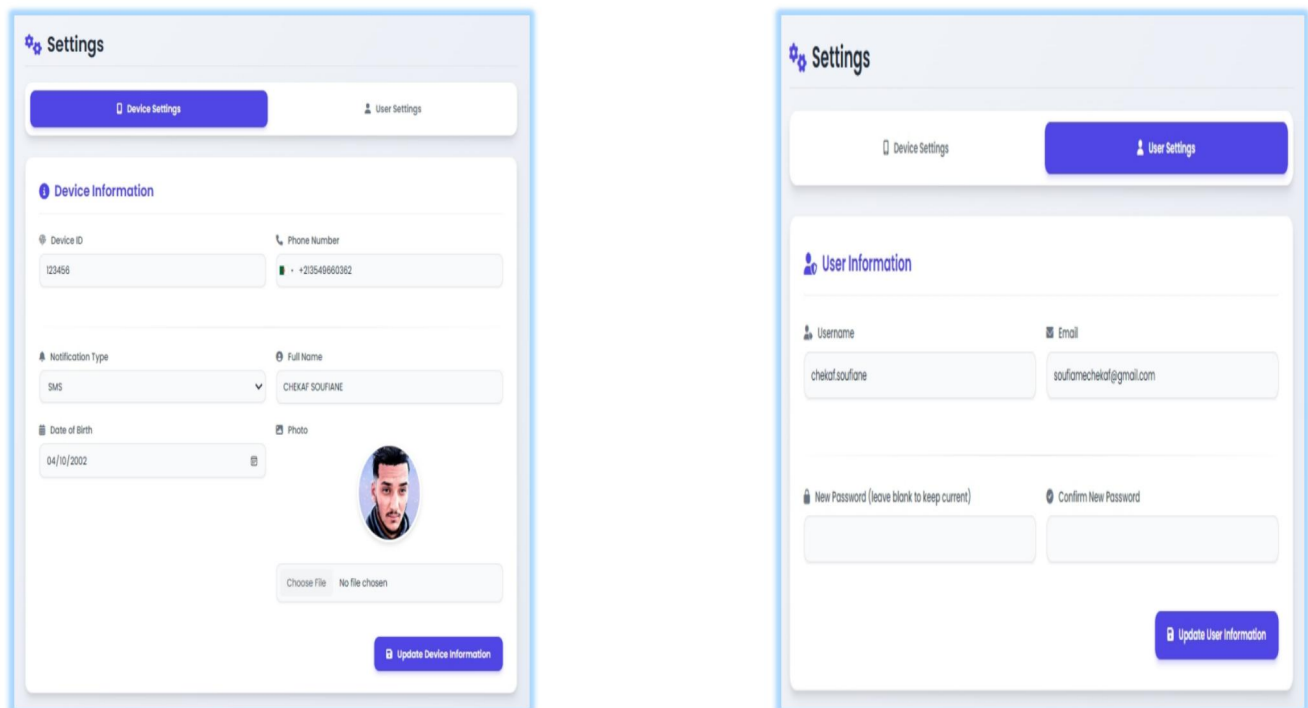 Settings
Device Settings
User Settings
Device Information
Device ID
Phone Number
123456
+213549660362
Notification Type
Full Name
SMS
CHEKAF SOUFIANE
Date of Birth
Photo
04/10/2002
Choose File No file chosen
Update Device Information
Settings
Device Settings
User Settings
User Information
Username
Email
chekaf.soufiane
soufiamechekaf@gmail.com
New Password (leave blank to keep current)
Confirm New Password
Update User Information